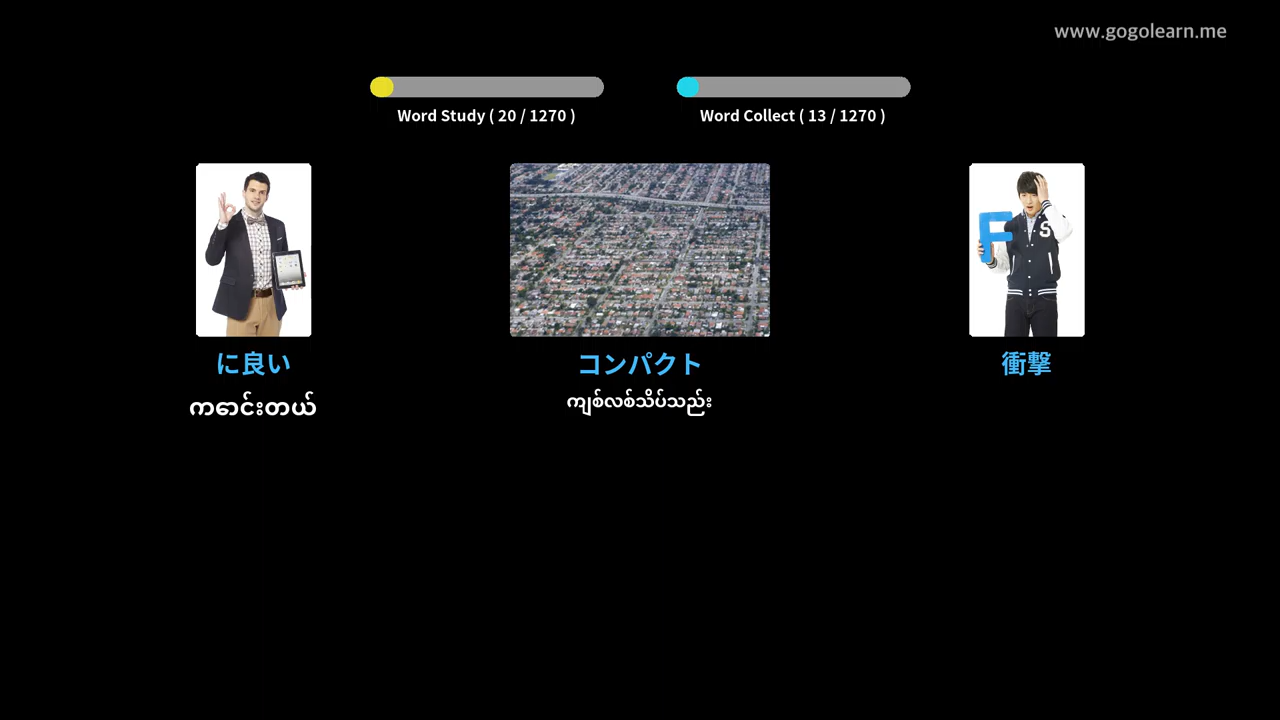 www.gogolearn.me
Word Study ( 20 / 1270 )
Word Collect ( 13 / 1270 )
に良い
コンパクト
衝撃
ကောင်းတယ်
ကျစ်လစ်သိပ်သည်း
F
S